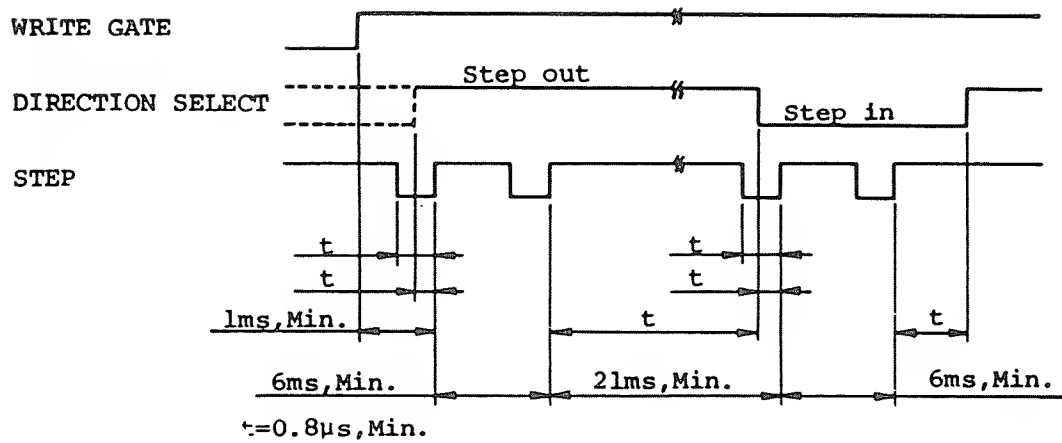 WRITE GATE
Step out
DIRECTION SELECT
Step in
STEP
t
t
t
t
1ms,Min.
t
t
6ms,Min.
21ms,Min.
6ms,Min.
t=0.8µs,Min.